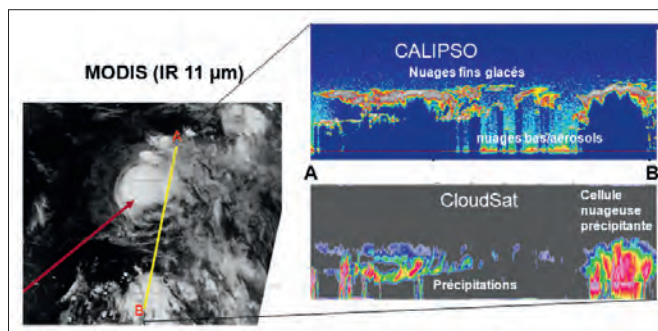 MODIS (IR 11 µm)
A
B
CALIPSO
Nuages fins glacés
nuages bas/aérosols
A
B
CloudSat
Cellule
nuageuse
précipitante
Précipitations